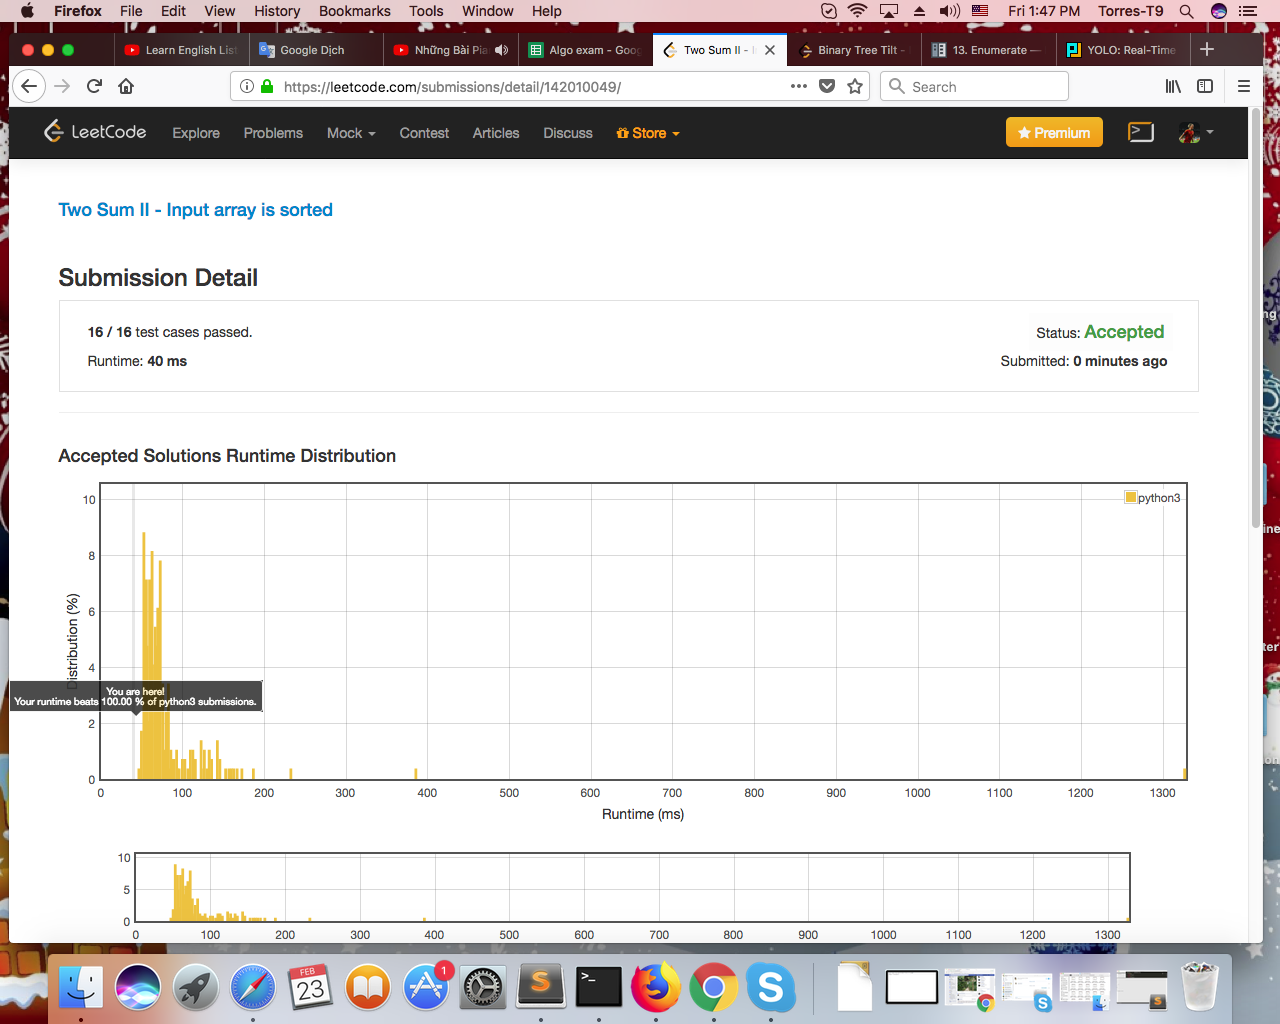 Firefox File Edit View History Bookmarks Tools Window Help Fri 1:47 PM Torres-T9
Learn English List Google Dịch Những Bài Pia Algo exam - Goo Two Sum II - I Binary Tree Tilt - 13. Enumerate — YOLO: Real-Time
https://leetcode.com/submissions/detail/142010049/ Search
LeetCode Explore Problems Mock Contest Articles Discuss Store Premium
Two Sum II - Input array is sorted
Submission Detail
16 / 16 test cases passed. Status: Accepted
Runtime: 40 ms Submitted: 0 minutes ago
Accepted Solutions Runtime Distribution
python3
10
8
6
4
2
0
Distribution (%)
You are here!
Your runtime beats 100.00 % of python3 submissions.
0 100 200 300 400 500 600 700 800 900 1000 1100 1200 1300
Runtime (ms)
10
5
0
0 100 200 300 400 500 600 700 800 900 1000 1100 1200 1300
FEB
23
1